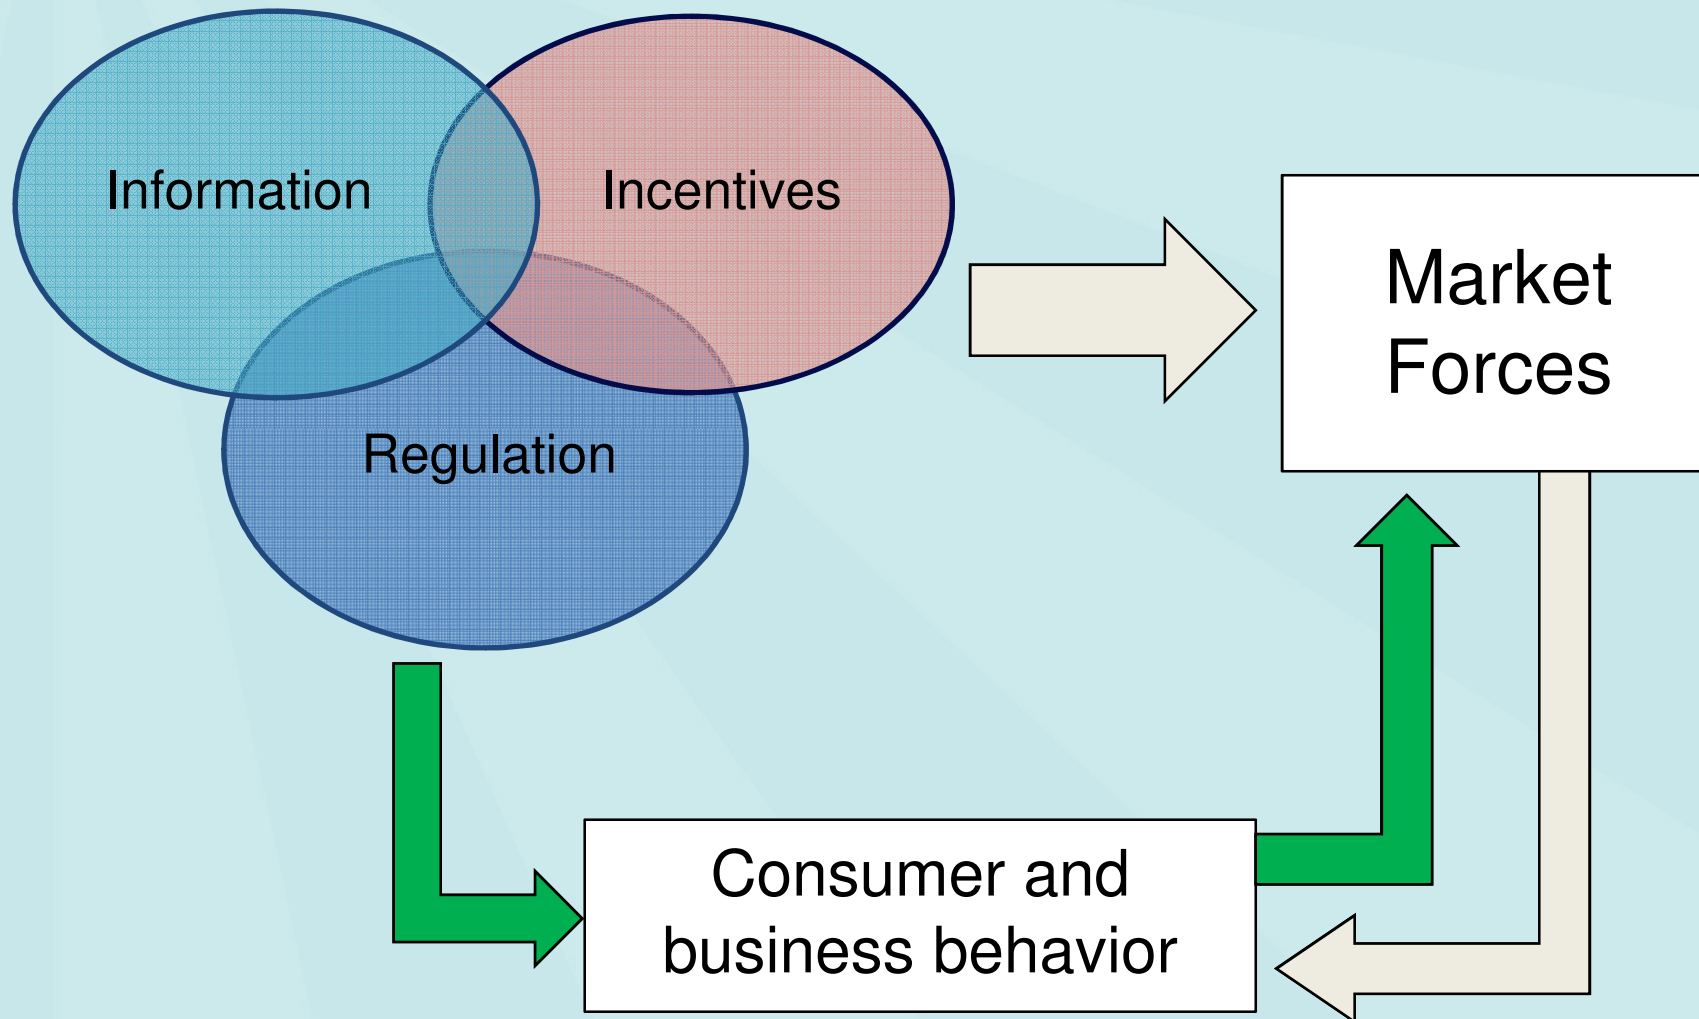 Information
Incentives
Regulation
Market
Forces
Consumer and
business behavior